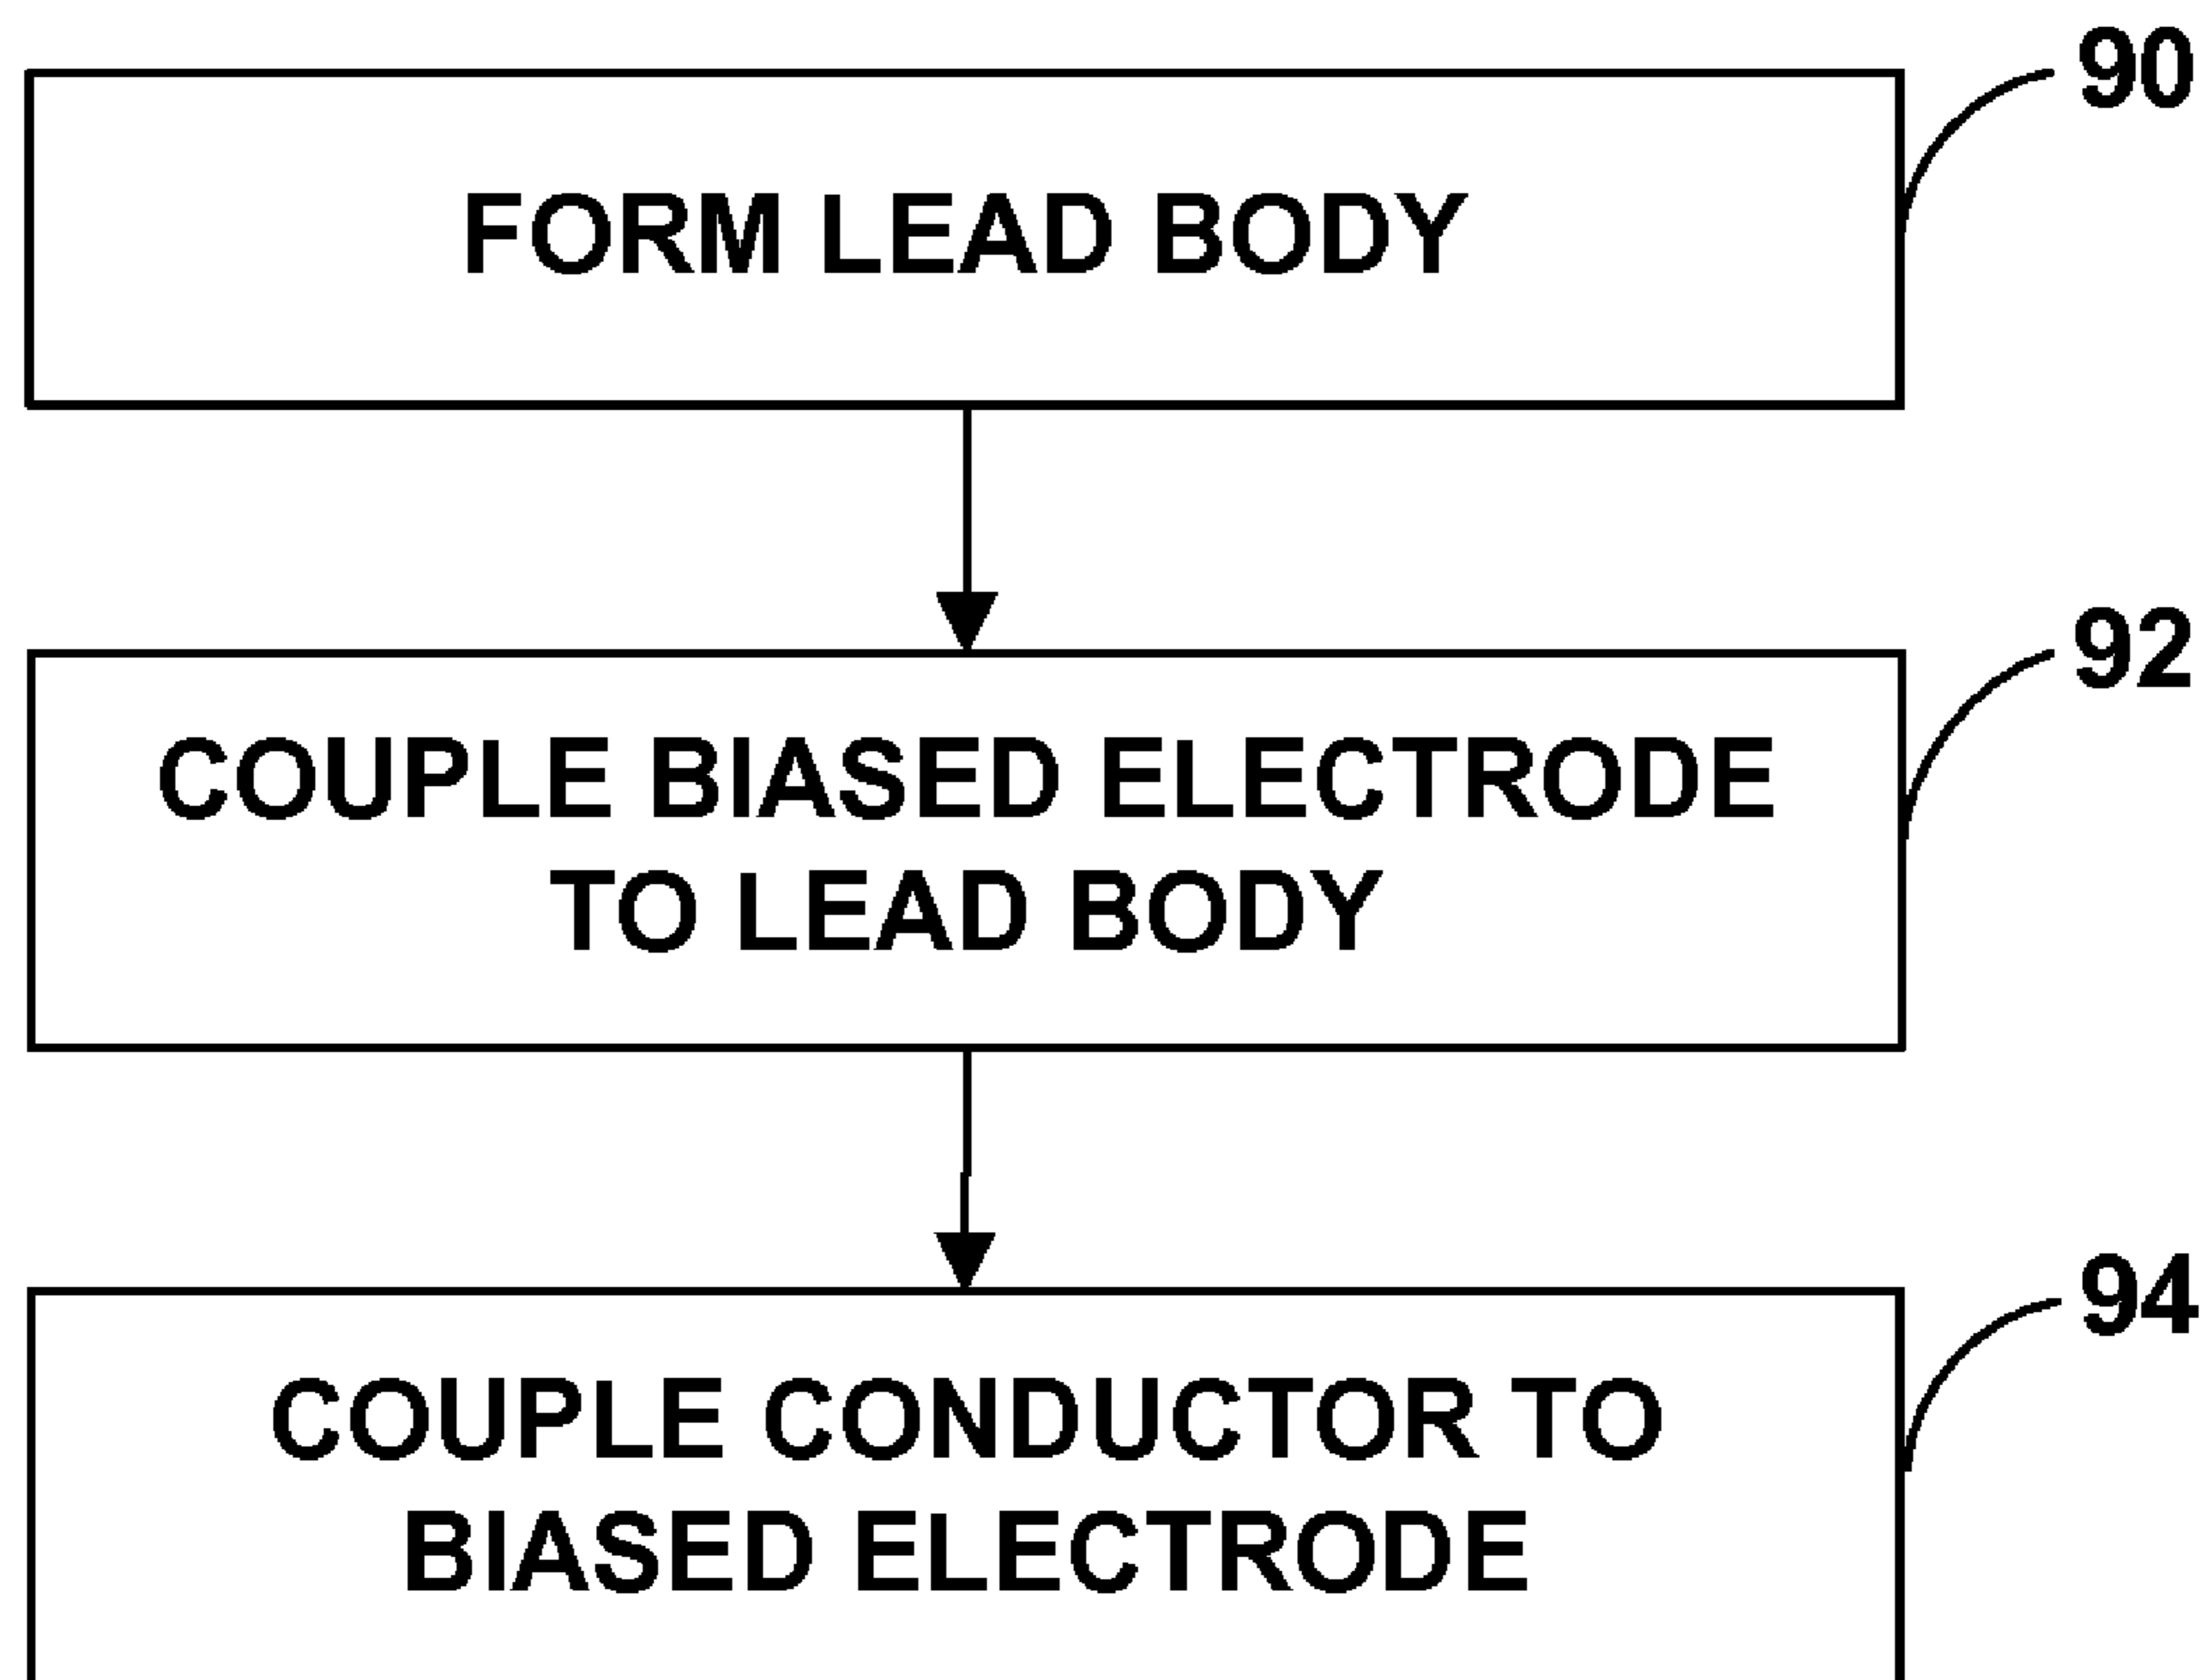 90
FORM LEAD BODY
92
COUPLE BIASED ELECTRODE
TO LEAD BODY
94
COUPLE CONDUCTOR TO
BIASED ELECTRODE